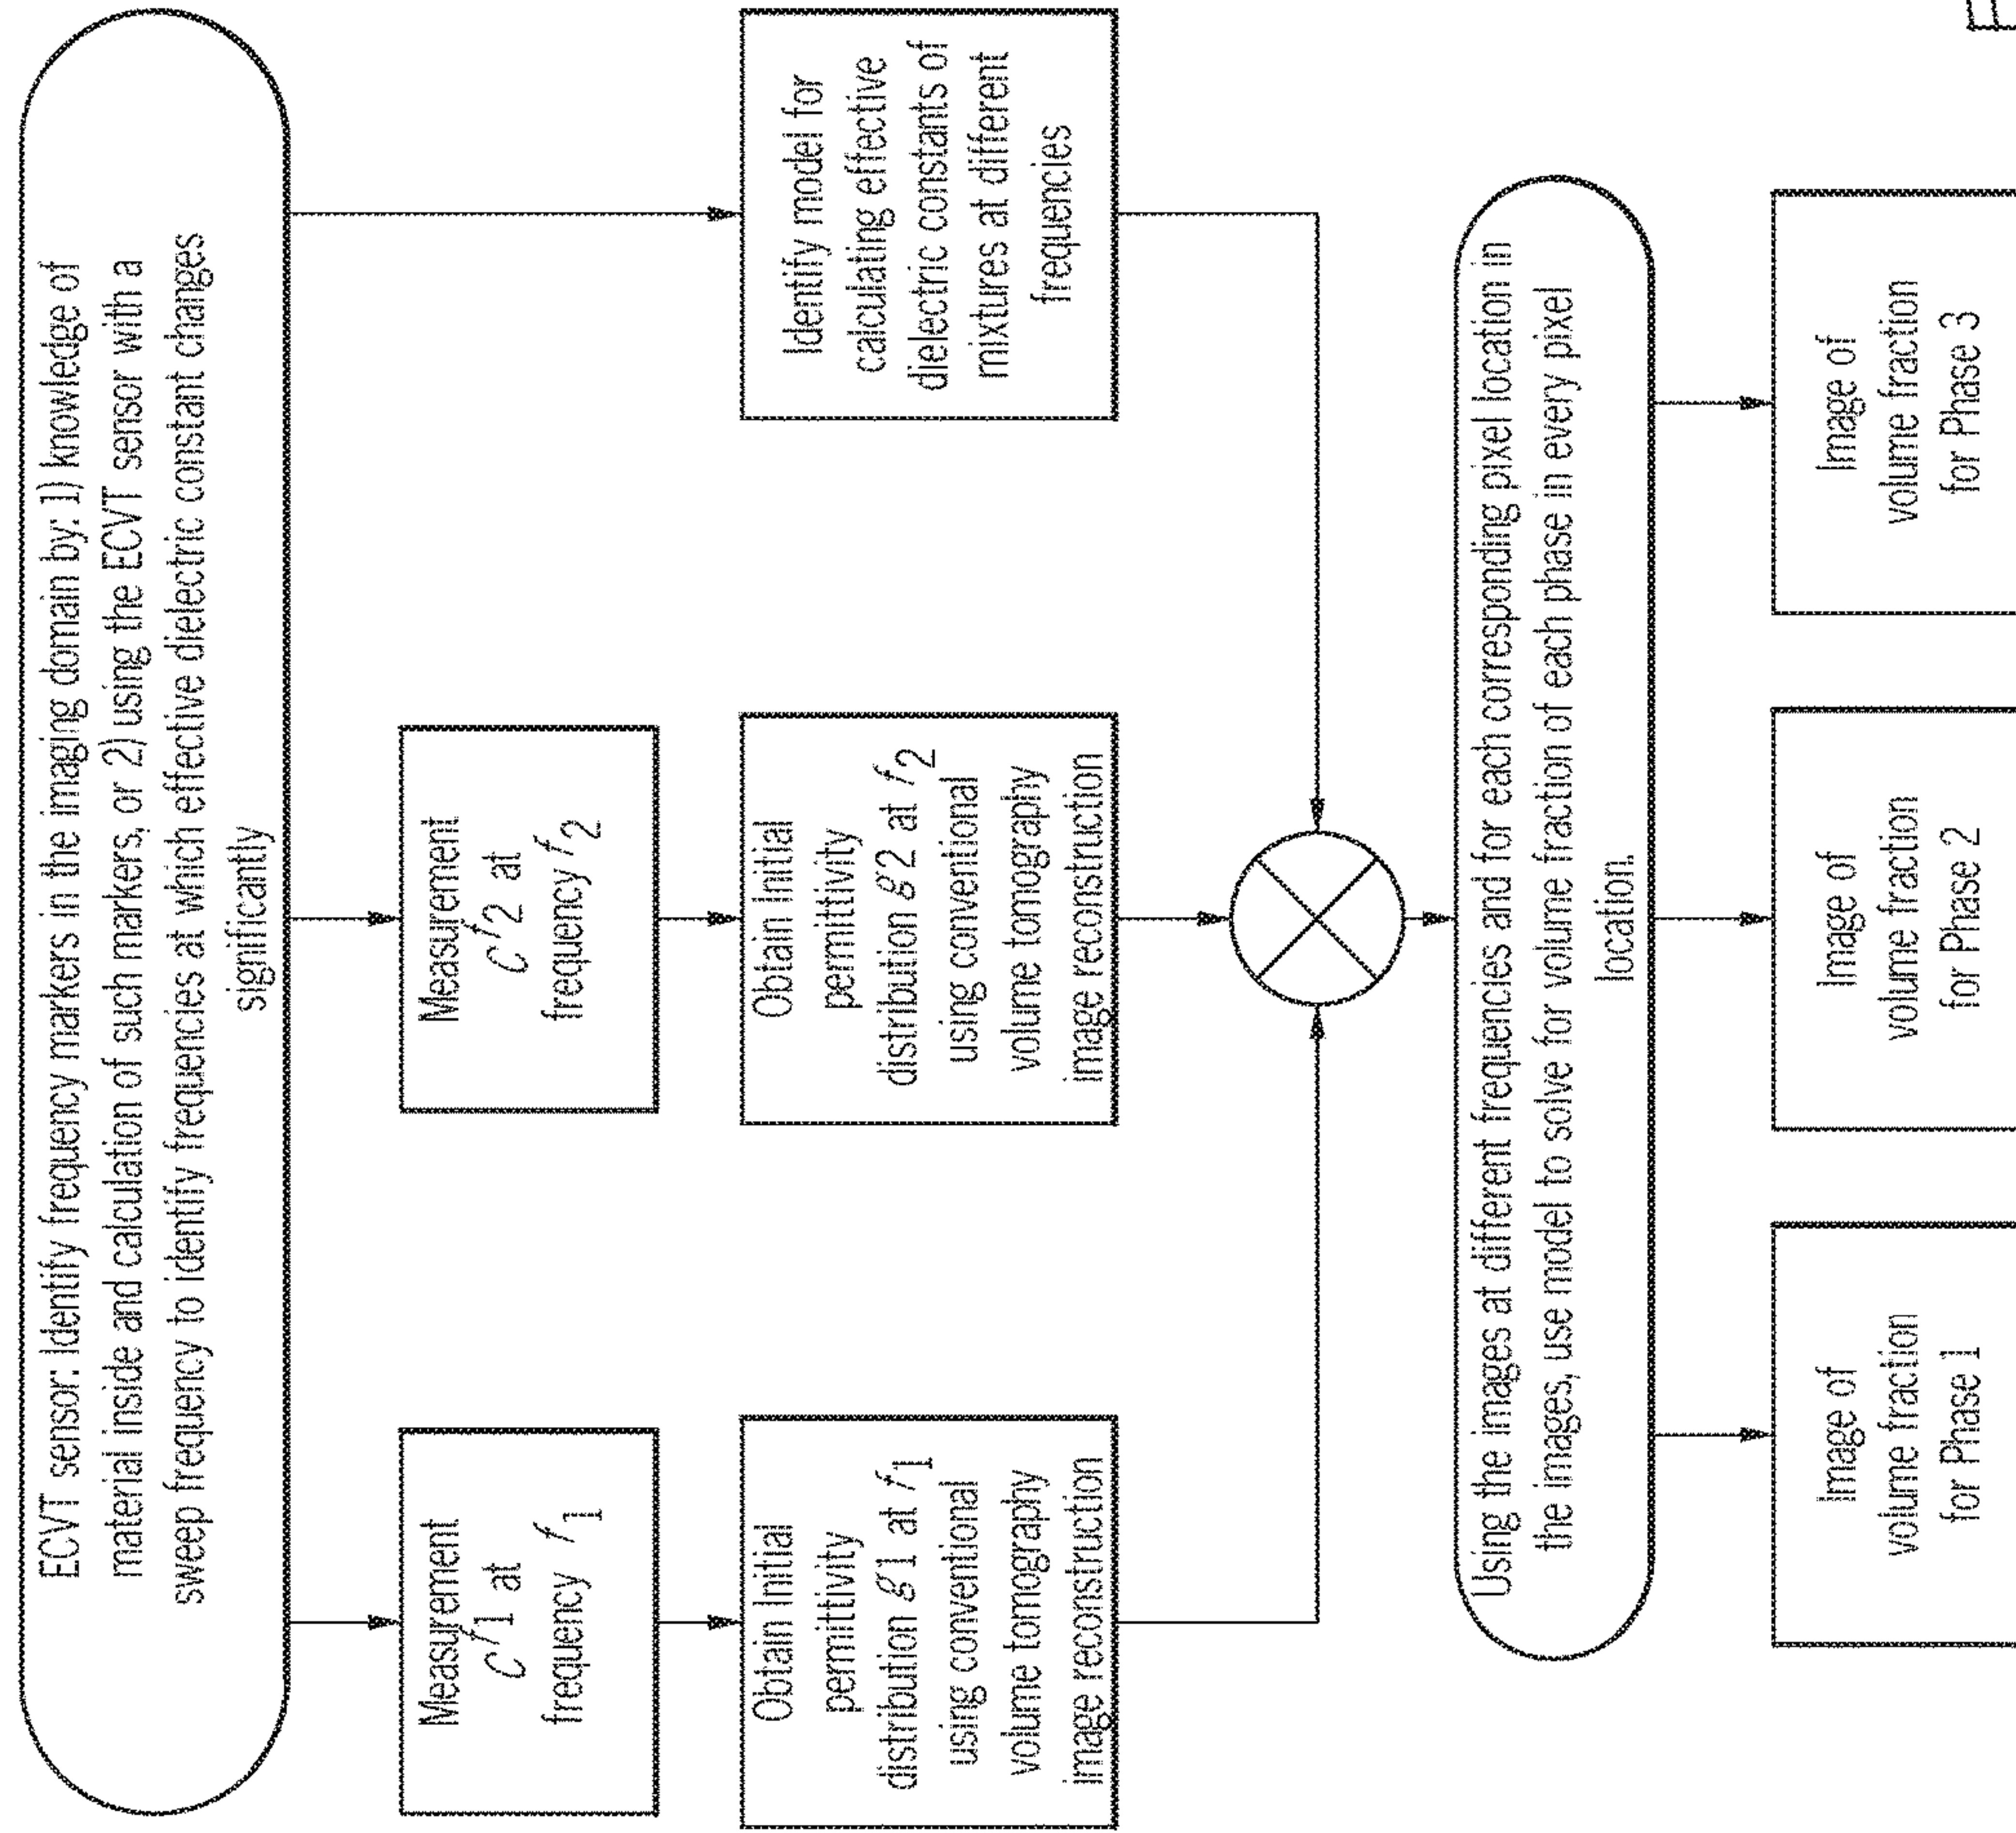 ECVT sensor: Identify frequency markers in the imaging domain by: 1) knowledge of
material inside and calculation of such markers, or 2) using the ECVT sensor with a
sweep frequency to identify frequencies at which effective dielectric constant changes
significantly
Measurement
C^f1 at
frequency f1
Measurement
C^f2 at
frequency f2
Obtain Initial
permittivity
distribution g1 at f1
using conventional
volume tomography
image reconstruction
Obtain Initial
permittivity
distribution g2 at f2
using conventional
volume tomography
image reconstruction
Identify model for
calculating effective
dielectric constants of
mixtures at different
frequencies
Using the images at different frequencies and for each corresponding pixel location in
the images, use model to solve for volume fraction of each phase in every pixel
location.
Image of
volume fraction
for Phase 1
Image of
volume fraction
for Phase 2
Image of
volume fraction
for Phase 3